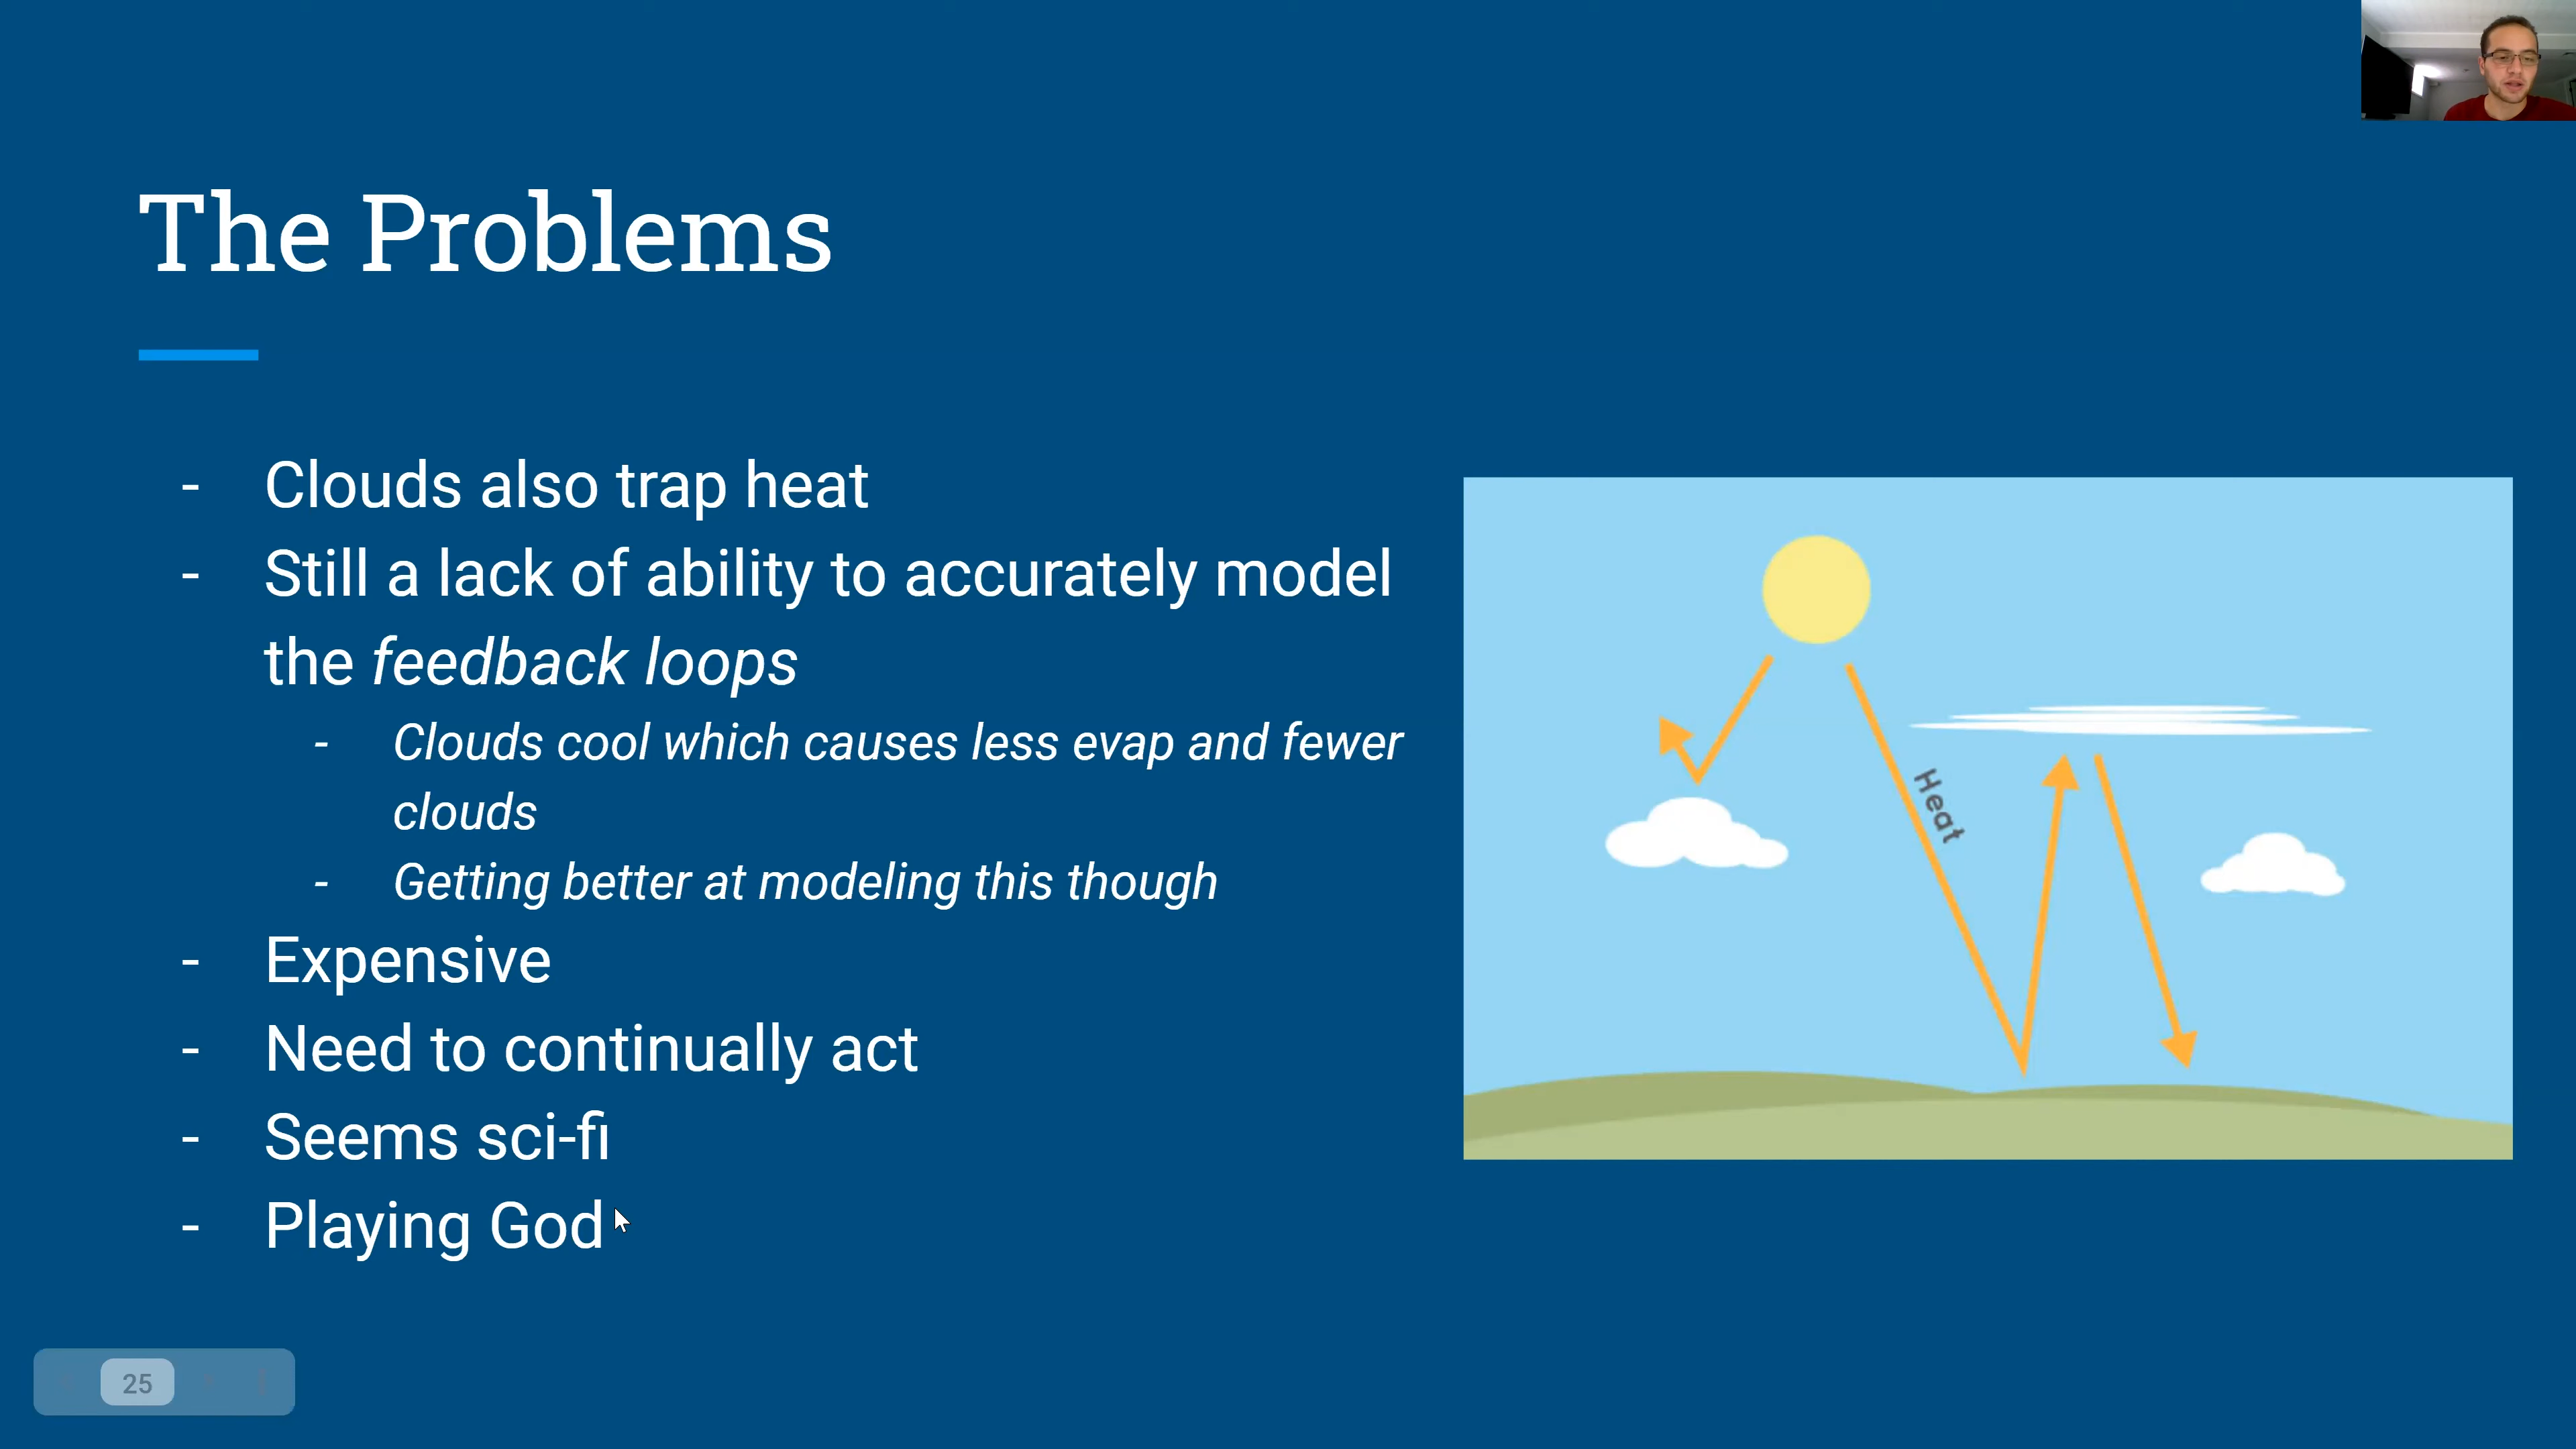 The Problems
- Clouds also trap heat
- Still a lack of ability to accurately model
the feedback loops
- Clouds cool which causes less evap and fewer
clouds
- Getting better at modeling this though
- Expensive
- Need to continually act
- Seems sci-fi
- Playing God
Heat
25